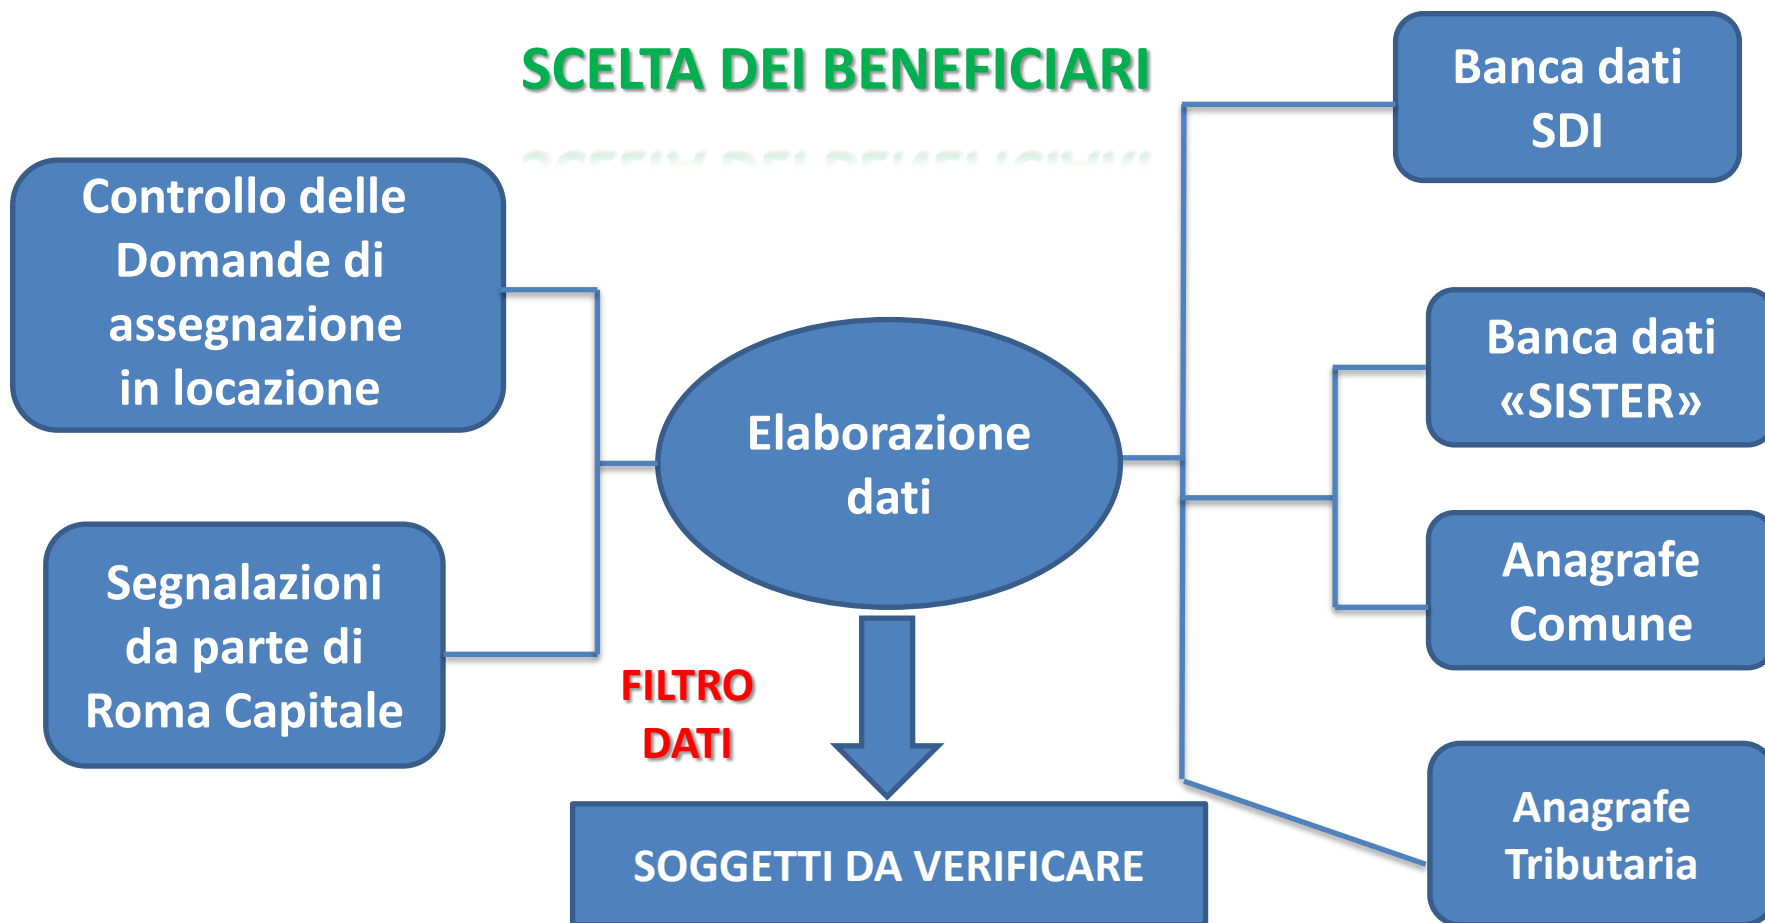 SCELTA DEI BENEFICIARI
Controllo delle
Domande di
assegnazione
in locazione
Segnalazioni
da parte di
Roma Capitale
Elaborazione
dati
FILTRO
DATI
SOGGETTI DA VERIFICARE
Banca dati
SDI
Banca dati
«SISTER»
Anagrafe
Comune
Anagrafe
Tributaria